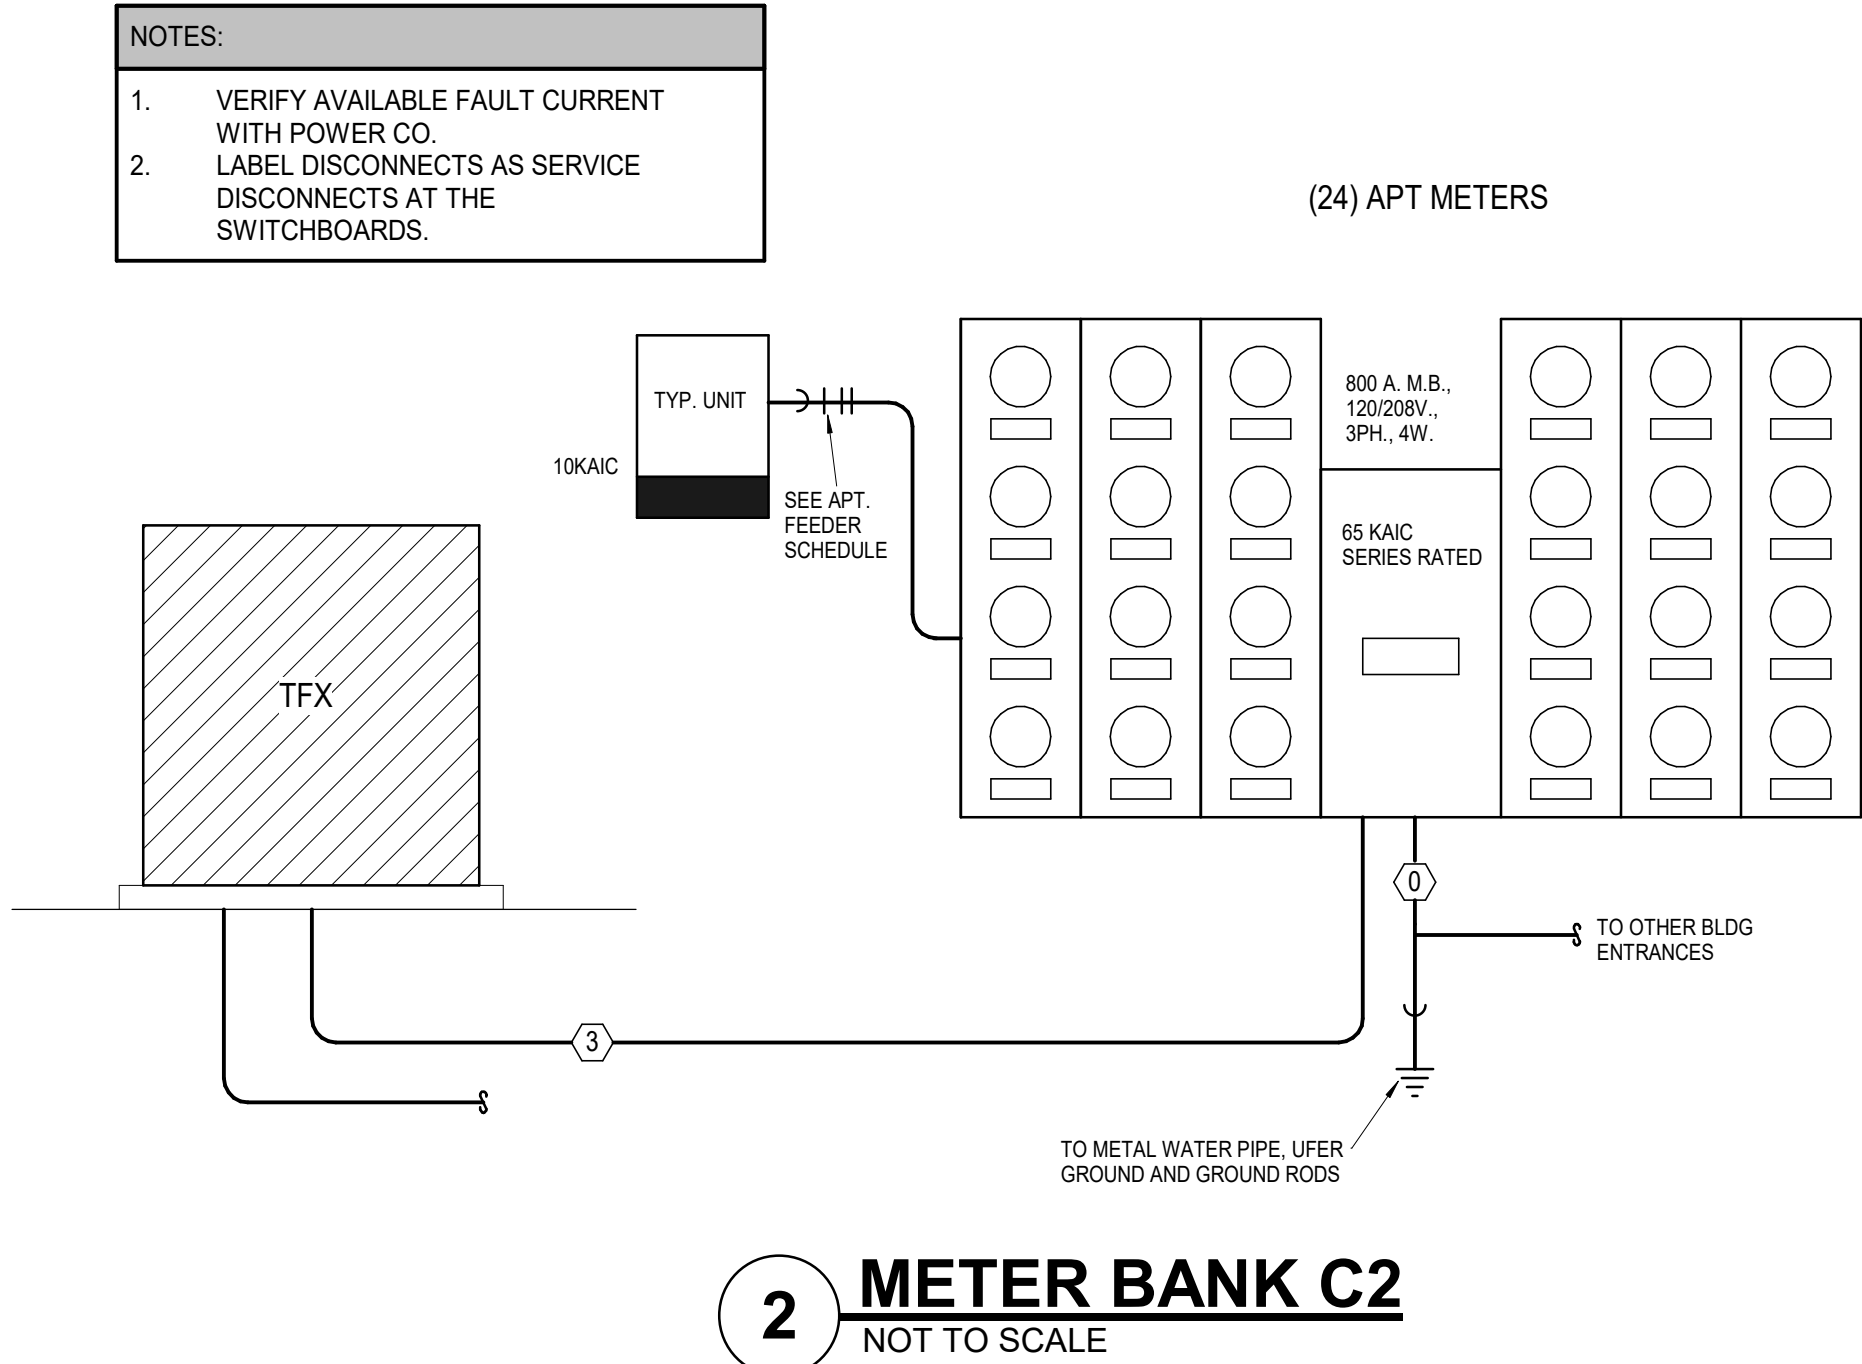 NOTES:
1. VERIFY AVAILABLE FAULT CURRENT
WITH POWER CO.
2. LABEL DISCONNECTS AS SERVICE
DISCONNECTS AT THE
SWITCHBOARDS.
(24) APT METERS
TYP. UNIT
10KAIC
SEE APT.
FEEDER
SCHEDULE
800 A. M.B.,
120/208V.,
3PH., 4W.
65 KAIC
SERIES RATED
TFX
0
TO OTHER BLDG
ENTRANCES
3
TO METAL WATER PIPE, UFER
GROUND AND GROUND RODS
2
METER BANK C2
NOT TO SCALE